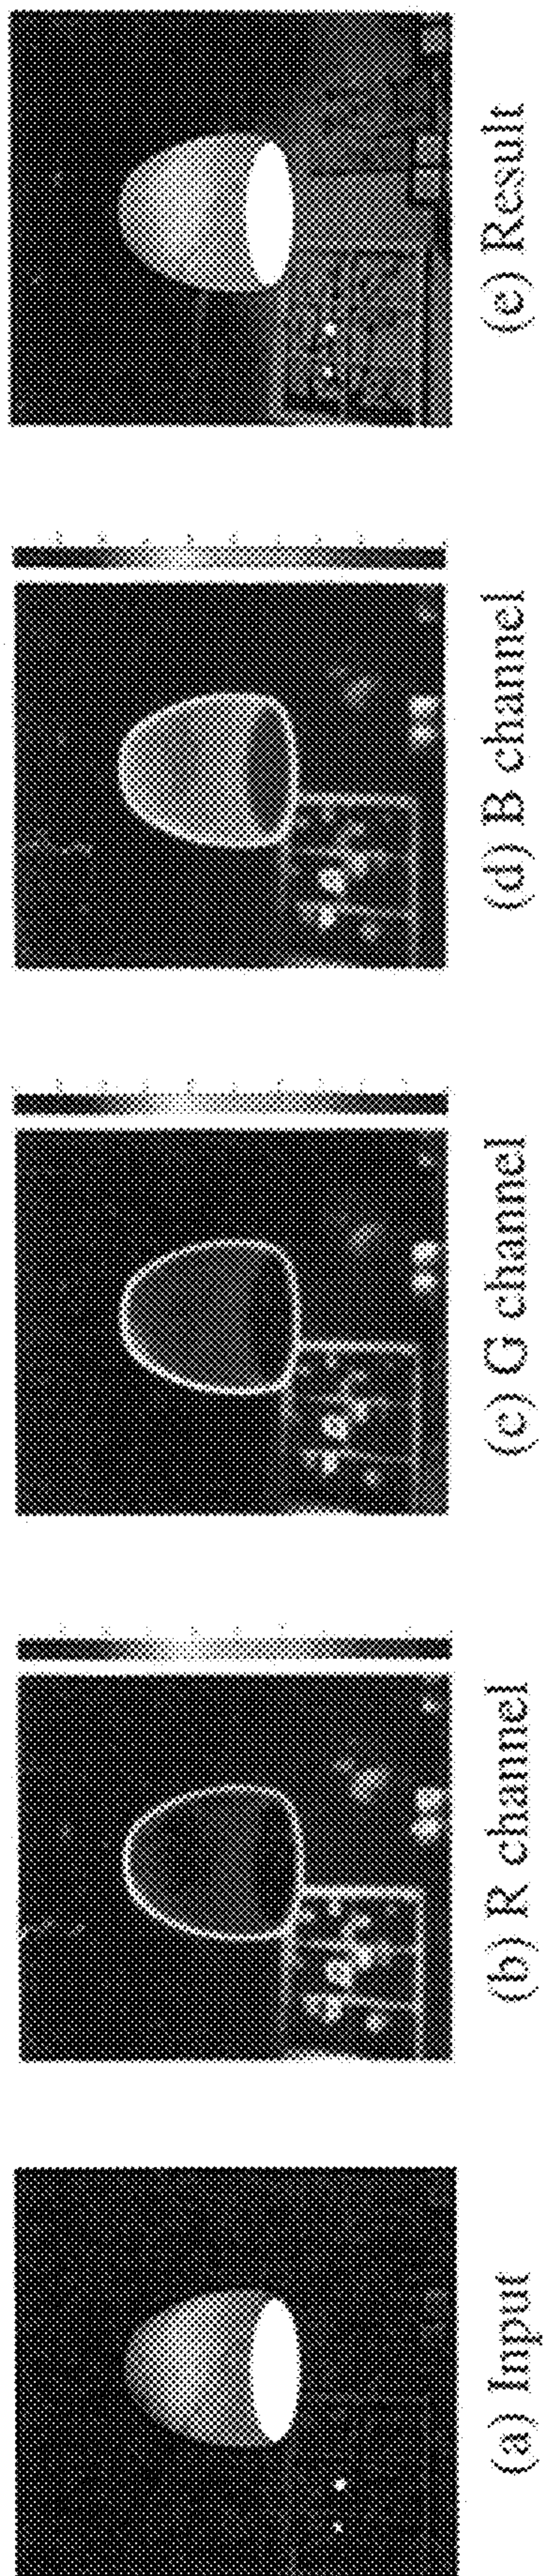 (a) Input
(b) R channel
(c) G channel
(d) B channel
(e) Result